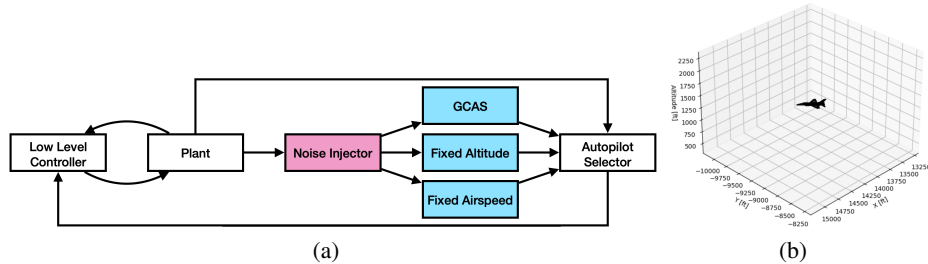 Low Level
Controller
Plant
Noise Injector
GCAS
Fixed Altitude
Fixed Airspeed
Autopilot
Selector
(a)
2250
2000
1750
1500
1250
1000
750
500
Altitude [ft]
-10000
-9750
-9500
-9250
-9000
-8750
-8500
-8250
Y [ft]
15000
14750
14500
14250
14000
13750
13500
13250
X [ft]
(b)